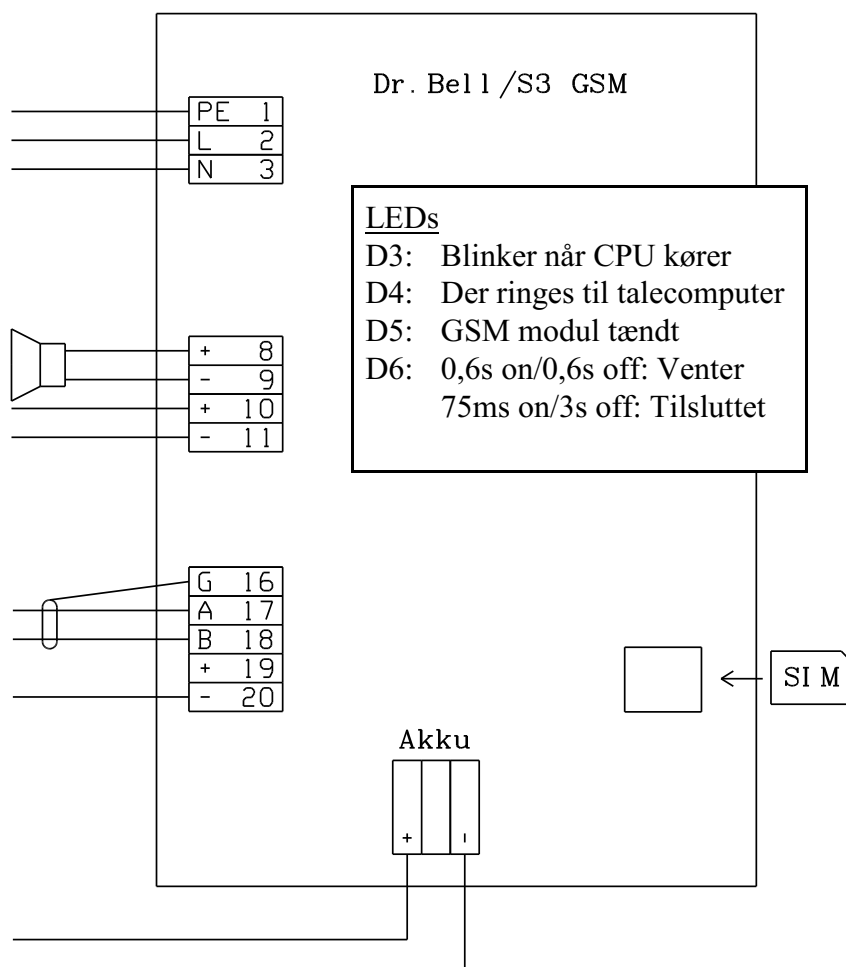 Dr. Bell/S3 GSM
PE 1
L 2
N 3
LEDs
D3: Blinker når CPU kører
D4: Der ringes til talecomputer
D5: GSM modul tændt
D6: 0,6s on/0,6s off: Venter
75ms on/3s off: Tilsluttet
+ 8
- 9
+ 10
- 11
G 16
A 17
B 18
+ 19
- 20
SIM
Akku
+ -